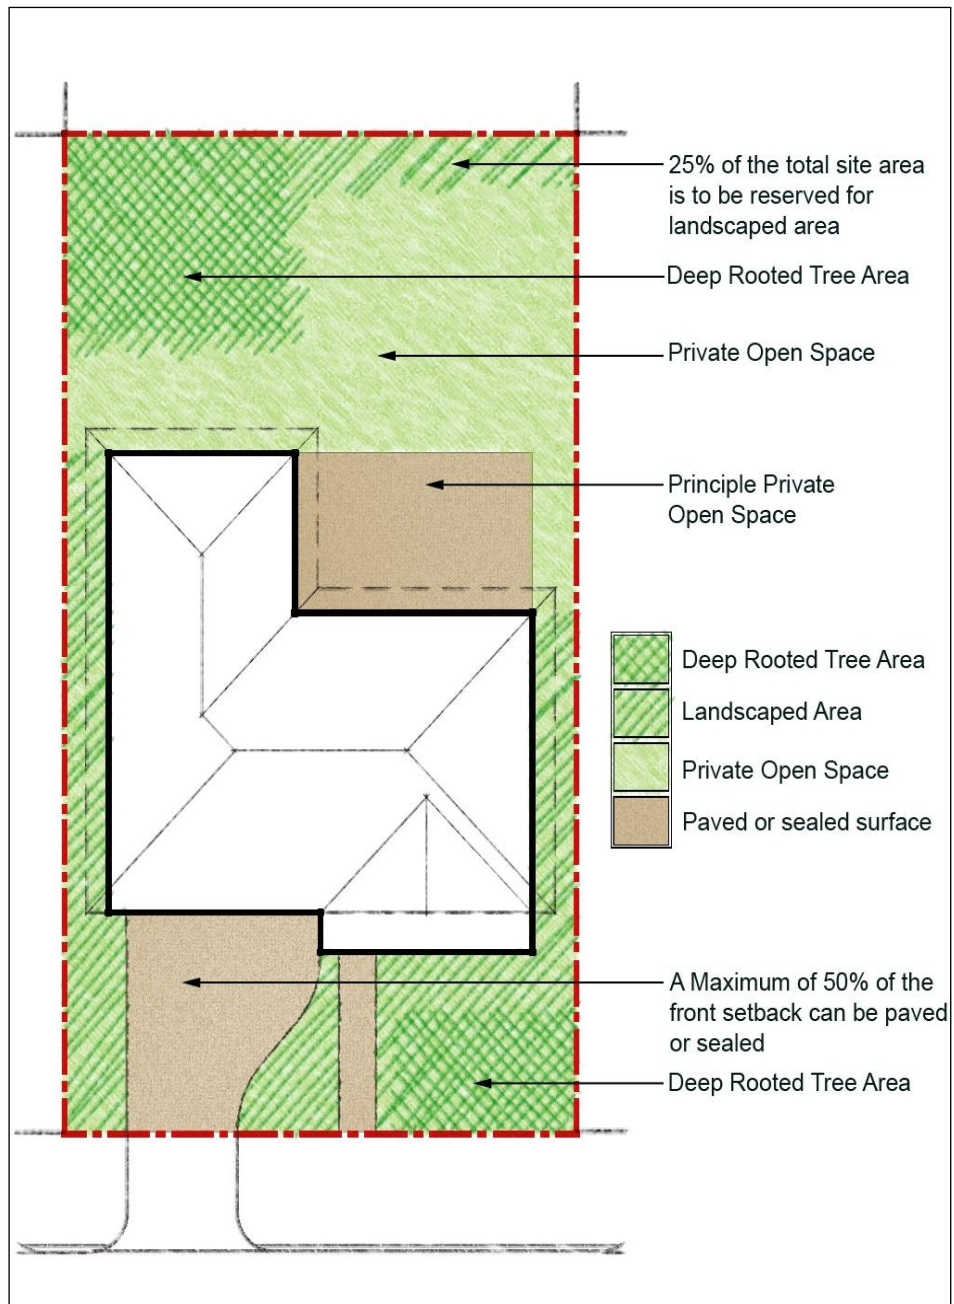 25% of the total site area
is to be reserved for
landscaped area
Deep Rooted Tree Area
Private Open Space
Principle Private
Open Space
Deep Rooted Tree Area
Landscaped Area
Private Open Space
Paved or sealed surface
A Maximum of 50% of the
front setback can be paved
or sealed
Deep Rooted Tree Area